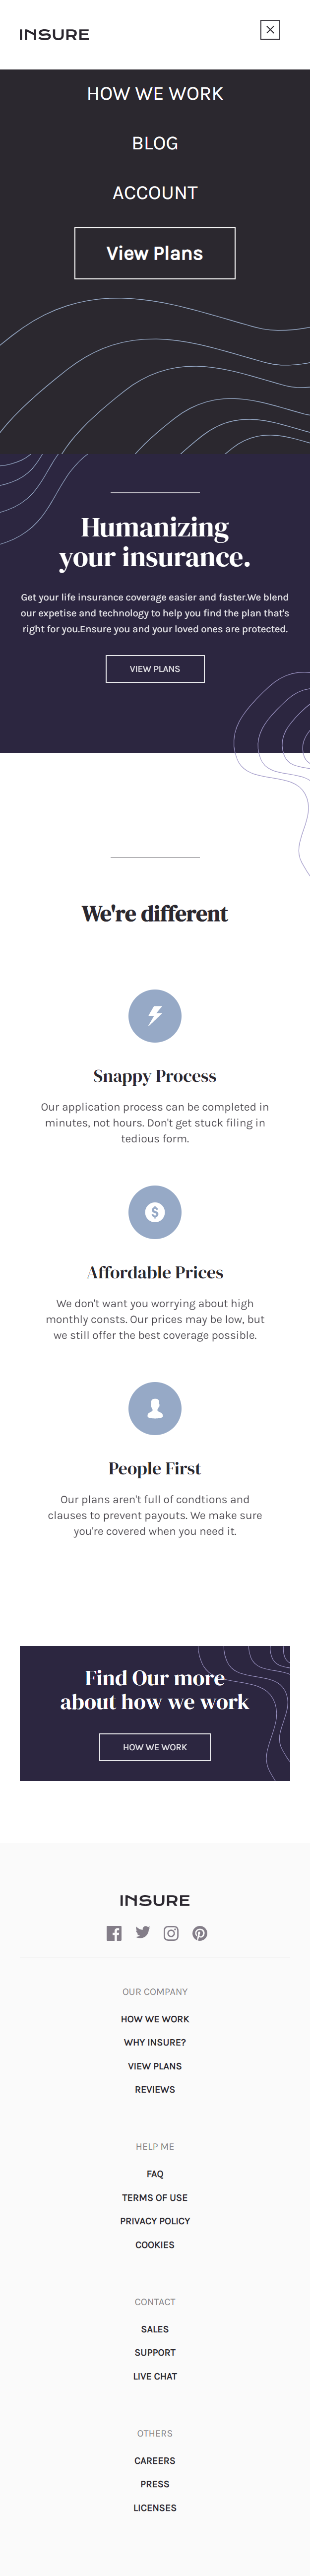 INSURE
HOW WE WORK
BLOG
ACCOUNT
View Plans
Humanizing
your insurance.
Get your life insurance coverage easier and faster.We blend
our expetise and technology to help you find the plan that's
right for you.Ensure you and your loved ones are protected.
VIEW PLANS
We're different
Snappy Process
Our application process can be completed in
minutes, not hours. Don't get stuck filing in
tedious form.
Affordable Prices
We don't want you worrying about high
monthly consts. Our prices may be low, but
we still offer the best coverage possible.
People First
Our plans aren't full of condtions and
clauses to prevent payouts. We make sure
you're covered when you need it.
Find Our more
about how we work
HOW WE WORK
INSURE
OUR COMPANY
HOW WE WORK
WHY INSURE?
VIEW PLANS
REVIEWS
HELP ME
FAQ
TERMS OF USE
PRIVACY POLICY
COOKIES
CONTACT
SALES
SUPPORT
LIVE CHAT
OTHERS
CAREERS
PRESS
LICENSES